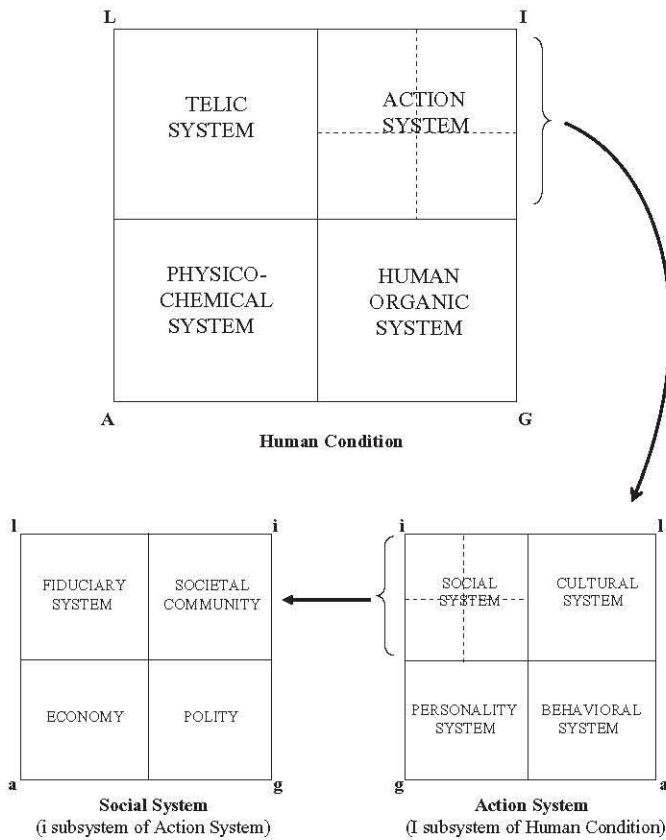 L I
TELIC
SYSTEM
ACTION
SYSTEM
PHYSICO-
CHEMICAL
SYSTEM
HUMAN
ORGANIC
SYSTEM
A G
Human Condition
l i
FIDUCIARY
SYSTEM
SOCIETAL
COMMUNITY
ECONOMY
POLITY
a g
Social System
(i subsystem of Action System)
i l
SOCIAL
SYSTEM
CULTURAL
SYSTEM
PERSONALITY
SYSTEM
BEHAVIORAL
SYSTEM
g a
Action System
(I subsystem of Human Condition)